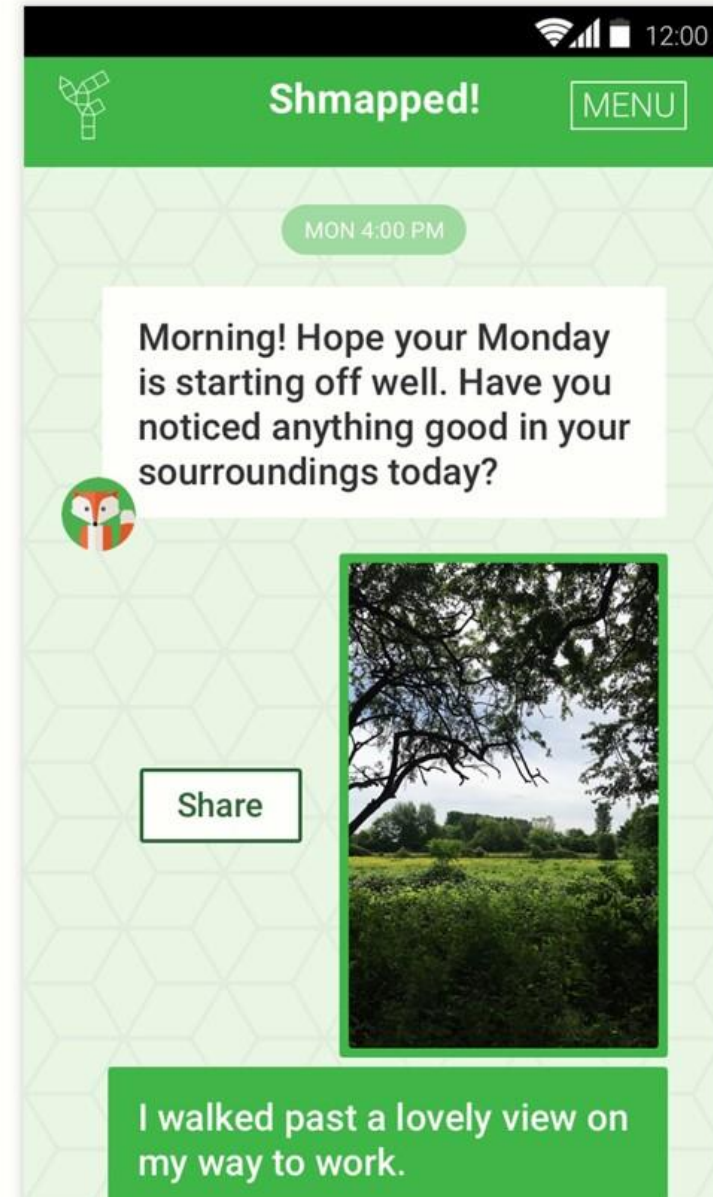 12:00
Shmapped!
MENU
MON 4:00 PM
Morning! Hope your Monday
is starting off well. Have you
noticed anything good in your
sourroundings today?
Share
I walked past a lovely view on
my way to work.